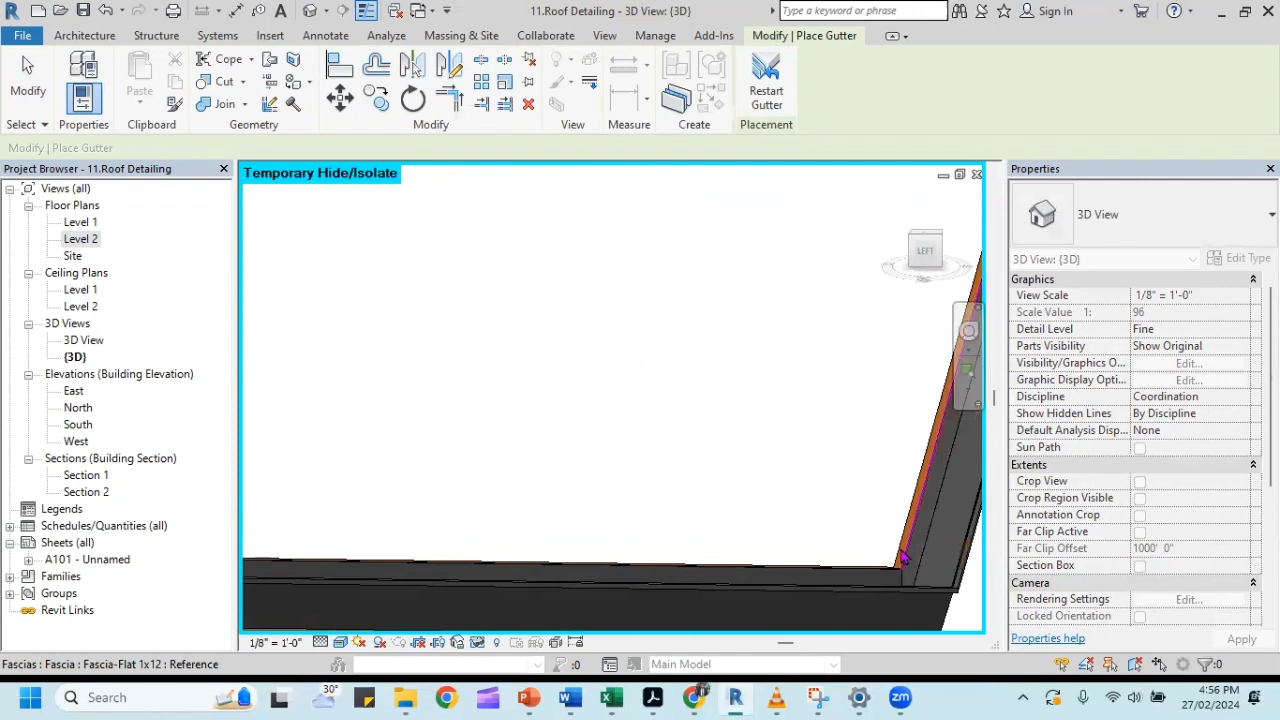 11.Roof Detailing - 3D View: {3D}
Type a keyword or phrase
Sign In
File
Architecture
Structure
Systems
Insert
Annotate
Analyze
Massing & Site
Collaborate
View
Manage
Add-Ins
Modify | Place Gutter
Modify
Paste
Cope
Cut
Join
Restart
Gutter
Select
Properties
Clipboard
Geometry
Modify
View
Measure
Create
Placement
Modify | Place Gutter
Project Browser - 11.Roof Detailing
Views (all)
Floor Plans
Level 1
Level 2
Site
Ceiling Plans
Level 1
Level 2
3D Views
3D View
{3D}
Elevations (Building Elevation)
East
North
South
West
Sections (Building Section)
Section 1
Section 2
Legends
Schedules/Quantities (all)
Sheets (all)
A101 - Unnamed
Families
Groups
Revit Links
Temporary Hide/Isolate
LEFT
1/8" = 1'-0"
Properties
3D View
3D View: {3D}
Edit Type
Graphics
View Scale 1/8" = 1'-0"
Scale Value 1: 96
Detail Level Fine
Parts Visibility Show Original
Visibility/Graphics O... Edit...
Graphic Display Opti... Edit...
Discipline Coordination
Show Hidden Lines By Discipline
Default Analysis Disp... None
Sun Path
Extents
Crop View
Crop Region Visible
Annotation Crop
Far Clip Active
Far Clip Offset 1000' 0"
Section Box
Camera
Rendering Settings Edit...
Locked Orientation
Properties help
Apply
Fascias : Fascia : Fascia-Flat 1x12 : Reference
:0
Main Model
:0
Search
30°
zm
4:56 PM
27/02/2024